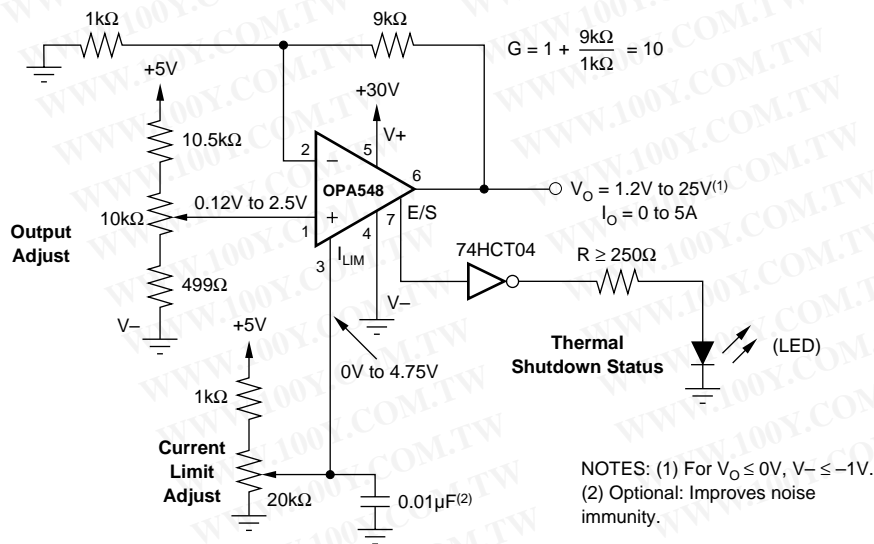 1kΩ
9kΩ
G = 1 + 9kΩ / 1kΩ = 10
+5V
+30V
V+
10.5kΩ
2
–
5
6
OPA548
V_O = 1.2V to 25V(1)
I_O = 0 to 5A
0.12V to 2.5V
10kΩ
+
E/S
7
1
4
Output
Adjust
I_LIM
3
74HCT04
R ≥ 250Ω
499Ω
V–
V–
+5V
Thermal
Shutdown Status
(LED)
0V to 4.75V
1kΩ
Current
Limit
Adjust
20kΩ
0.01µF(2)
NOTES: (1) For V_O ≤ 0V, V– ≤ –1V.
(2) Optional: Improves noise
immunity.
WWW.100Y.COM.TW